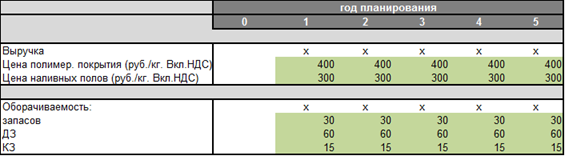 год планирования
0 1 2 3 4 5
Выручка x x x x x
Цена полимер. покрытия (руб./кг. Вкл.НДС) 400 400 400 400 400
Цена наливных полов (руб./кг. Вкл.НДС) 300 300 300 300 300
Оборачиваемость: x x x x x
запасов 30 30 30 30 30
ДЗ 60 60 60 60 60
КЗ 15 15 15 15 15